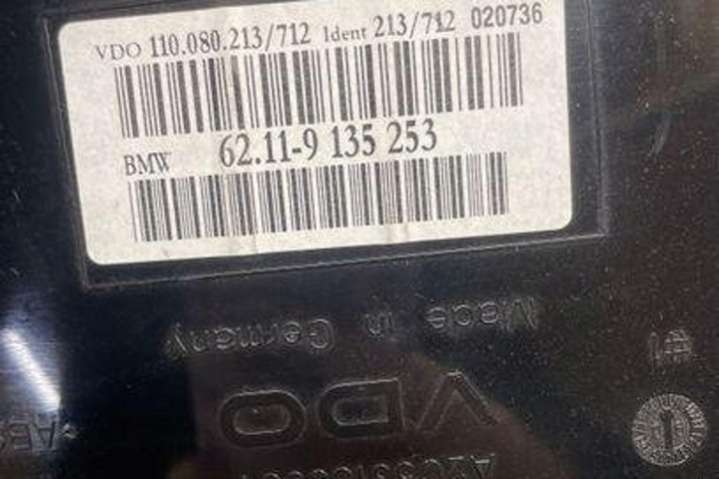 VDO 110.080.213/712 Ident 213/712 020736
BMW 62.11-9 135 253
Made in Germany
#1
VDO